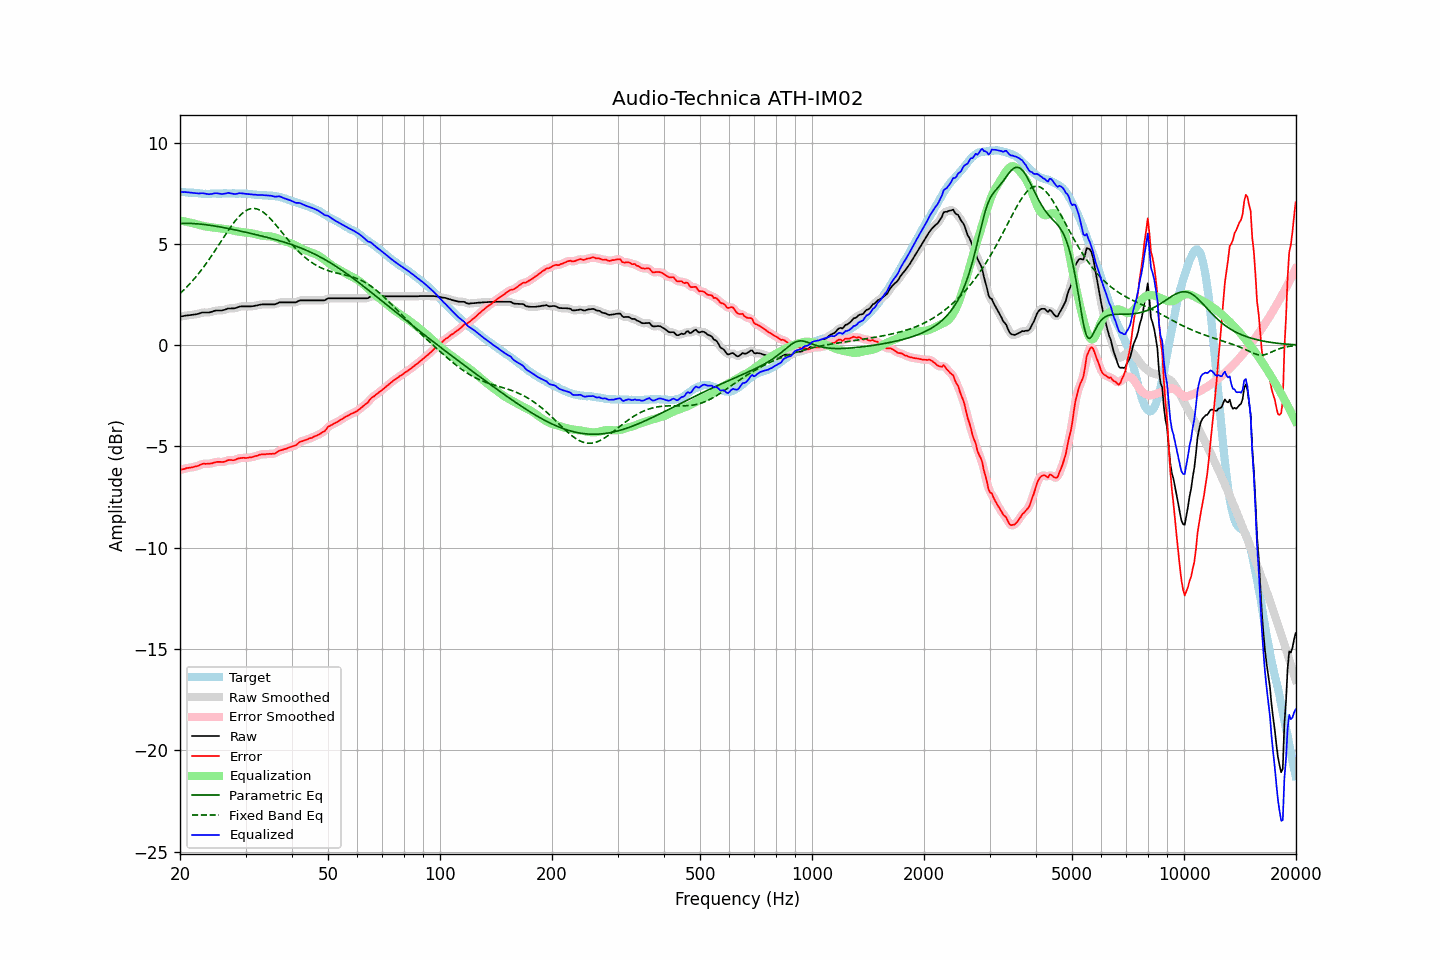 Audio-Technica ATH-IM02
10
5
0
−5
−10
−15
−20
−25
Amplitude (dBr)
Target
Raw Smoothed
Error Smoothed
Raw
Error
Equalization
Parametric Eq
Fixed Band Eq
Equalized
20 50 100 200 500 1000 2000 5000 10000 20000
Frequency (Hz)